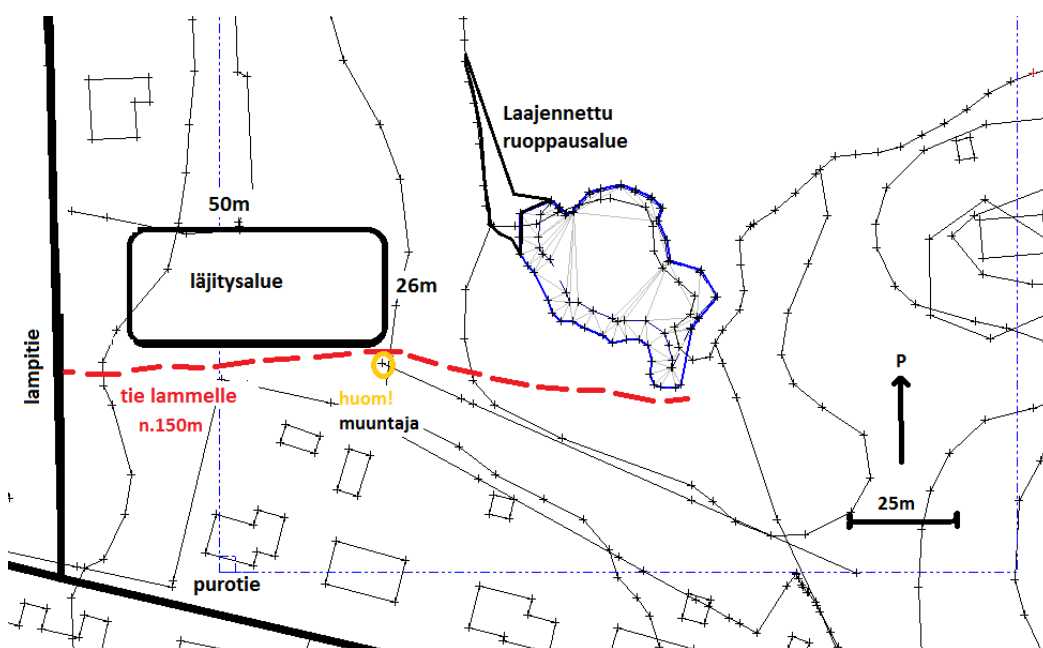 Laajennettu
ruoppausalue
50m
läjitysalue
26m
lampitie
tie lammelle
n.150m
huom!
muuntaja
P
25m
purotie